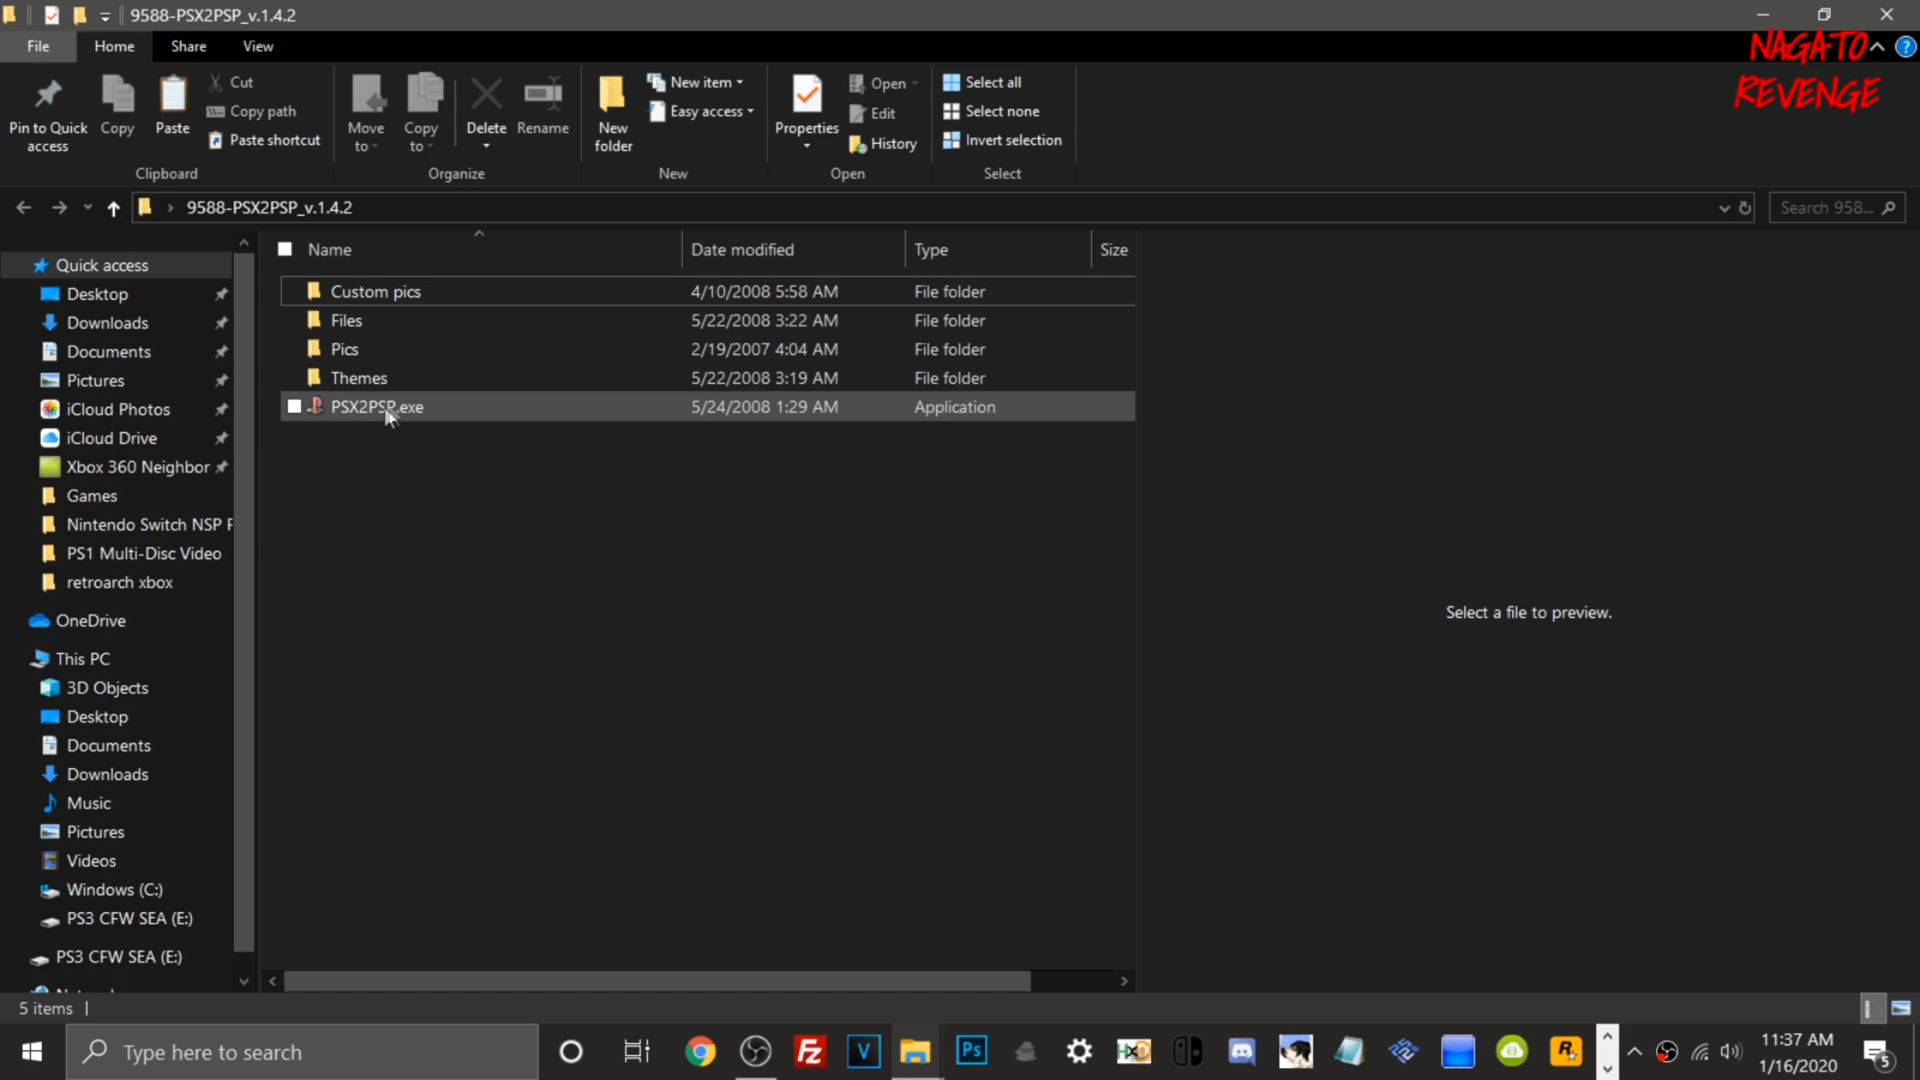 9588-PSX2PSP_v.1.4.2
File Home Share View
NAGATO
REVENGE
Pin to Quick access
Copy
Paste
Cut
Copy path
Paste shortcut
Clipboard
Move to
Copy to
Delete
Rename
Organize
New folder
New item
Easy access
New
Properties
Open
Edit
History
Open
Select all
Select none
Invert selection
Select
9588-PSX2PSP_v.1.4.2
Search 958...
Quick access
Desktop
Downloads
Documents
Pictures
iCloud Photos
iCloud Drive
Xbox 360 Neighbor
Games
Nintendo Switch NSP
PS1 Multi-Disc Video
retroarch xbox
OneDrive
This PC
3D Objects
Desktop
Documents
Downloads
Music
Pictures
Videos
Windows (C:)
PS3 CFW SEA (E:)
PS3 CFW SEA (E:)
Name Date modified Type Size
Custom pics 4/10/2008 5:58 AM File folder
Files 5/22/2008 3:22 AM File folder
Pics 2/19/2007 4:04 AM File folder
Themes 5/22/2008 3:19 AM File folder
PSX2PSP.exe 5/24/2008 1:29 AM Application
Select a file to preview.
5 items
Type here to search
Fz
V
Ps
HxD
R
11:37 AM
1/16/2020
5